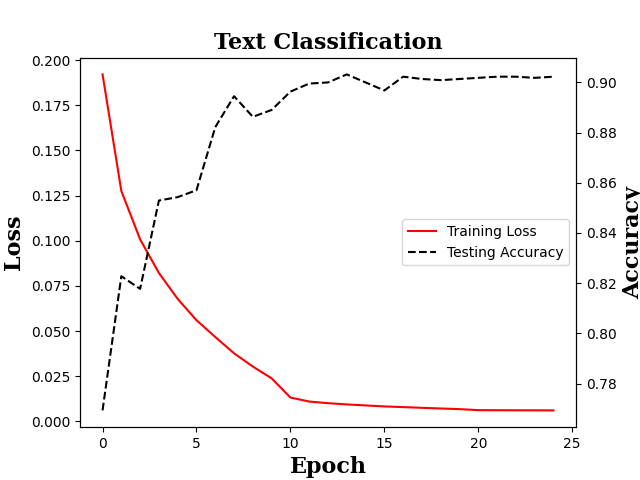 Text Classification
0.200
0.175
0.150
0.125
0.100
0.075
0.050
0.025
0.000
Loss
0.90
0.88
0.86
0.84
0.82
0.80
0.78
Accuracy
Training Loss
Testing Accuracy
0 5 10 15 20 25
Epoch